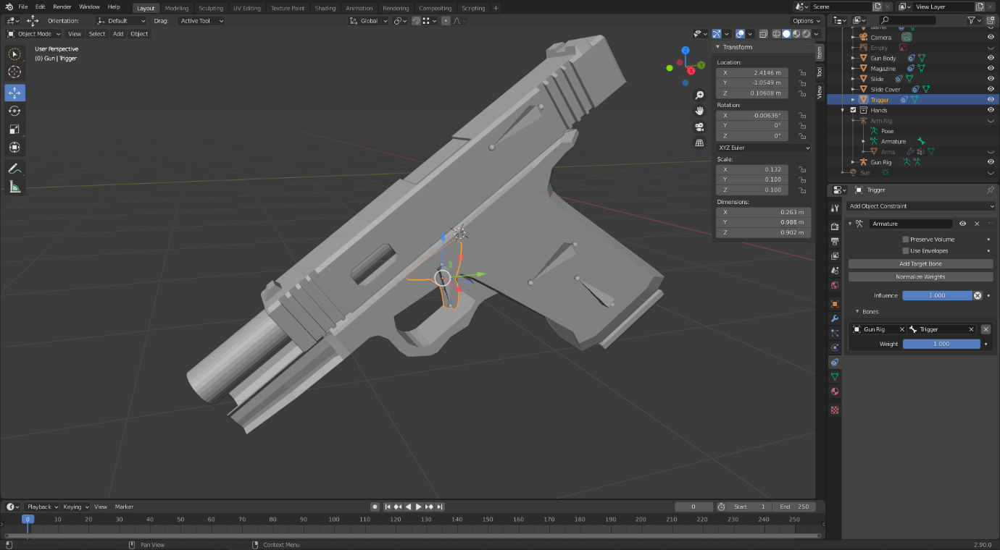 File Edit Render Window Help Layout Modeling Sculpting UV Editing Texture Paint Shading Animation Rendering Compositing Scripting + Scene View Layer
Orientation: Default Drag: Active Tool Global Options
Object Mode View Select Add Object
User Perspective
(0) Gun | Trigger
Transform
Location:
X 2.4146 m
Y -1.0549 m
Z 0.10608 m
Rotation:
X -0.00636°
Y 0°
Z 0°
XYZ Euler
Scale:
X 0.132
Y 0.100
Z 0.100
Dimensions:
X 0.263 m
Y 0.988 m
Z 0.902 m
Item
Tool
View
Z
Y
X
Camera
Empty
Gun Body
Magazine
Slide
Slide Cover
Trigger
Hands
Arm Rig
Pose
Armature
Arms
Gun Rig
Sun
Trigger
Add Object Constraint
Armature
Preserve Volume
Use Envelopes
Add Target Bone
Normalize Weights
Influence 1.000
Bones
Gun Rig Trigger
Weight 1.000
Playback Keying View Marker 0 Start 1 End 250
0 10 20 30 40 50 60 70 80 90 100 110 120 130 140 150 160 170 180 190 200 210 220 230 240 250
Pan View Context Menu 2.90.0